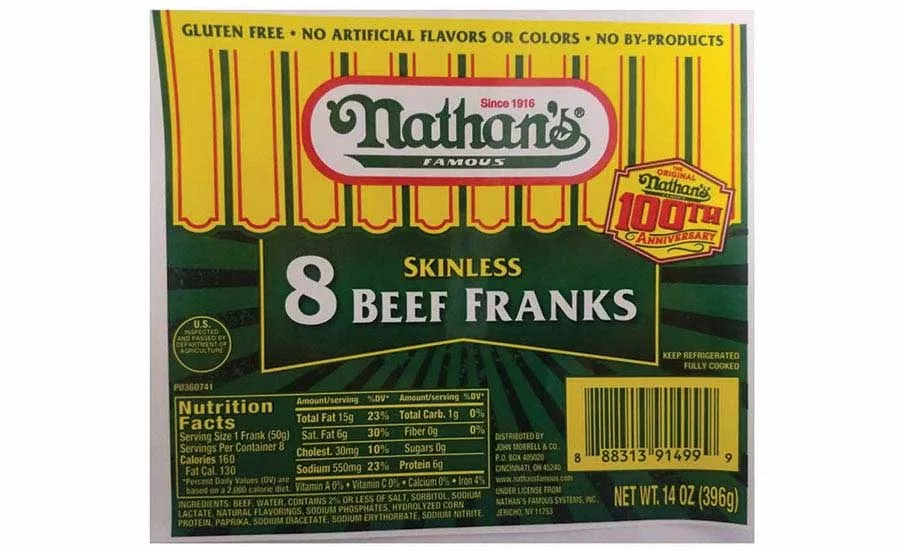 GLUTEN FREE • NO ARTIFICIAL FLAVORS OR COLORS • NO BY-PRODUCTS
Since 1916
Nathan's®
FAMOUS
THE
ORIGINAL
Nathan's
FAMOUS
100TH
ANNIVERSARY
SKINLESS
8 BEEF FRANKS
U.S.
INSPECTED
AND PASSED BY
DEPARTMENT OF
AGRICULTURE
KEEP REFRIGERATED
FULLY COOKED
P0360741
Nutrition
Facts
Serving Size 1 Frank (50g)
Servings Per Container 8
Calories 160
Fat Cal. 130
*Percent Daily Values (DV) are
based on a 2,000 calorie diet.
Amount/serving %DV* Amount/serving %DV*
Total Fat 15g 23% Total Carb. 1g 0%
Sat. Fat 6g 30% Fiber 0g 0%
Cholest. 30mg 10% Sugars 0g
Sodium 550mg 23% Protein 6g
Vitamin A 0% • Vitamin C 0% • Calcium 0% • Iron 4%
INGREDIENTS: BEEF, WATER, CONTAINS 2% OR LESS OF SALT, SORBITOL, SODIUM
LACTATE, NATURAL FLAVORINGS, SODIUM PHOSPHATES, HYDROLYZED CORN
PROTEIN, PAPRIKA, SODIUM DIACETATE, SODIUM ERYTHORBATE, SODIUM NITRITE.
DISTRIBUTED BY
JOHN MORRELL & CO.
P.O. BOX 405020
CINCINNATI, OH 45240
www.nathansfamous.com
UNDER LICENSE FROM
NATHAN'S FAMOUS SYSTEMS, INC.
JERICHO, NY 11753
8 88313 91499 9
NET WT. 14 OZ (396g)